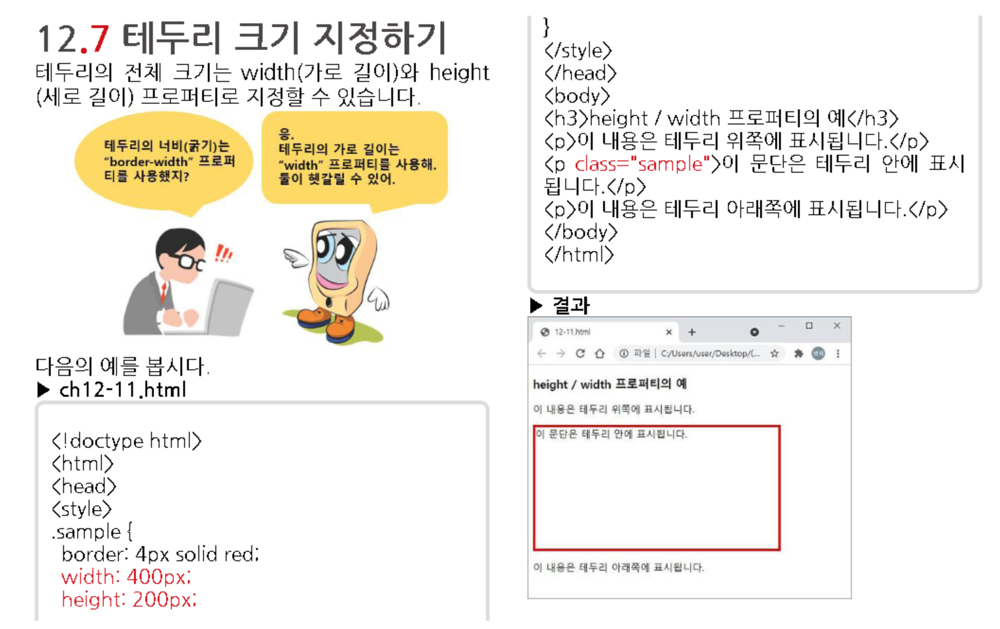 12.7 테두리 크기 지정하기
테두리의 전체 크기는 width(가로 길이)와 height
(세로 길이) 프로퍼티로 지정할 수 있습니다.
테두리의 너비(굵기)는
“border-width” 프로퍼
티를 사용했지?
응.
테두리의 가로 길이는
“width” 프로퍼티를 사용해.
둘이 헷갈릴 수 있어.
!!!
다음의 예를 봅시다.
▶ ch12-11.html
<!doctype html>
<html>
<head>
<style>
.sample {
border: 4px solid red;
width: 400px;
height: 200px;
}
</style>
</head>
<body>
<h3>height / width 프로퍼티의 예</h3>
<p>이 내용은 테두리 위쪽에 표시됩니다.</p>
<p class="sample">이 문단은 테두리 안에 표시
됩니다.</p>
<p>이 내용은 테두리 아래쪽에 표시됩니다.</p>
</body>
</html>
▶ 결과
12-11.html
파일 | C:/Users/user/Desktop/(...
height / width 프로퍼티의 예
이 내용은 테두리 위쪽에 표시됩니다.
이 문단은 테두리 안에 표시됩니다.
이 내용은 테두리 아래쪽에 표시됩니다.